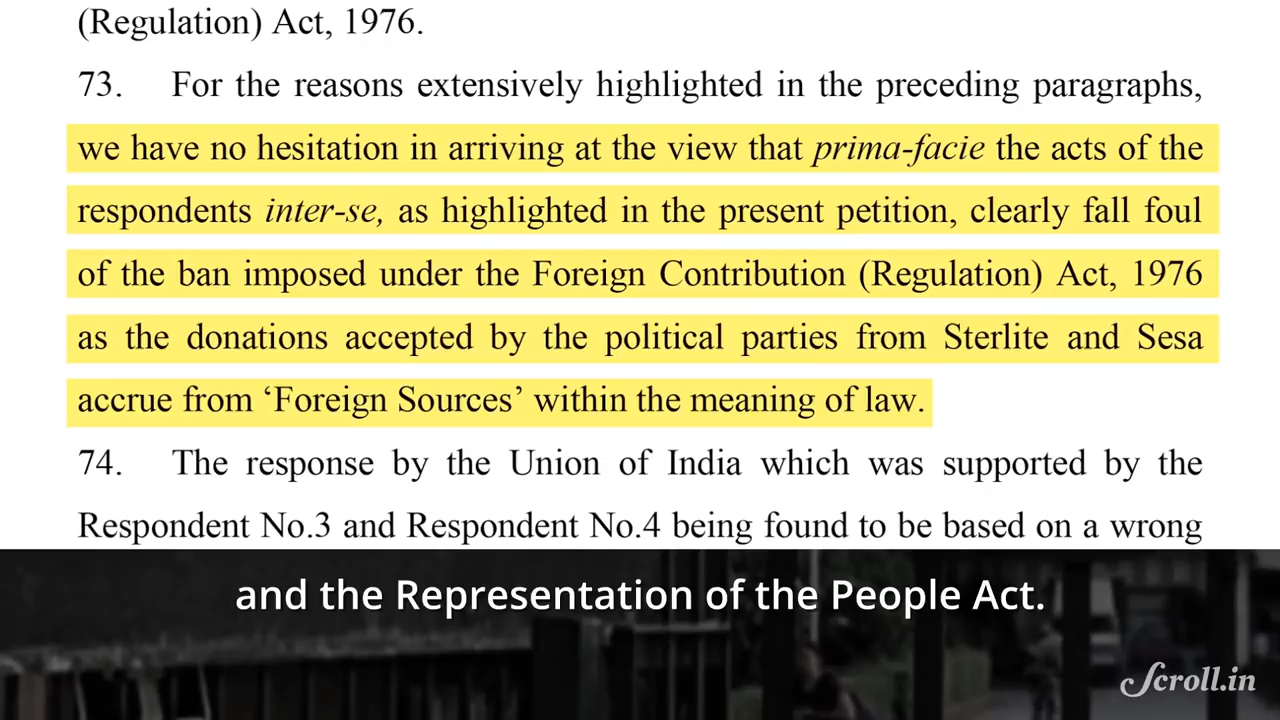 (Regulation) Act, 1976.
73. For the reasons extensively highlighted in the preceding paragraphs,
we have no hesitation in arriving at the view that prima-facie the acts of the
respondents inter-se, as highlighted in the present petition, clearly fall foul
of the ban imposed under the Foreign Contribution (Regulation) Act, 1976
as the donations accepted by the political parties from Sterlite and Sesa
accrue from ‘Foreign Sources’ within the meaning of law.
74. The response by the Union of India which was supported by the
Respondent No.3 and Respondent No.4 being found to be based on a wrong
and the Representation of the People Act.
Scroll.in